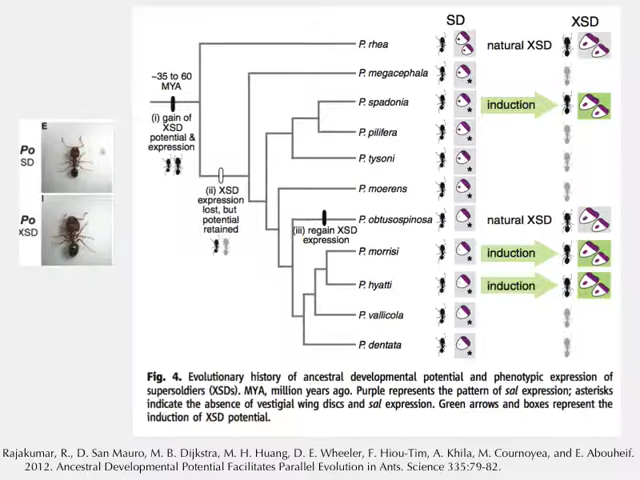 SD
XSD
P. rhea
natural XSD
~35 to 60
MYA
P. megacephala
*
P. spadonia
induction
*
(i) gain of
XSD
potential &
expression
P. pilifera
*
P. tysoni
*
E
Po
SD
(ii) XSD
expression
lost, but
potential
retained
P. moerens
*
I
Po
XSD
P. obtusospinosa
natural XSD
*
(iii) regain XSD
expression
P. morrisi
induction
*
P. hyatti
induction
*
P. vallicola
*
P. dentata
*
Fig. 4. Evolutionary history of ancestral developmental potential and phenotypic expression of
supersoldiers (XSDs). MYA, million years ago. Purple represents the pattern of sal expression; asterisks
indicate the absence of vestigial wing discs and sal expression. Green arrows and boxes represent the
induction of XSD potential.
Rajakumar, R., D. San Mauro, M. B. Dijkstra, M. H. Huang, D. E. Wheeler, F. Hiou-Tim, A. Khila, M. Cournoyea, and E. Abouheif.
2012. Ancestral Developmental Potential Facilitates Parallel Evolution in Ants. Science 335:79-82.